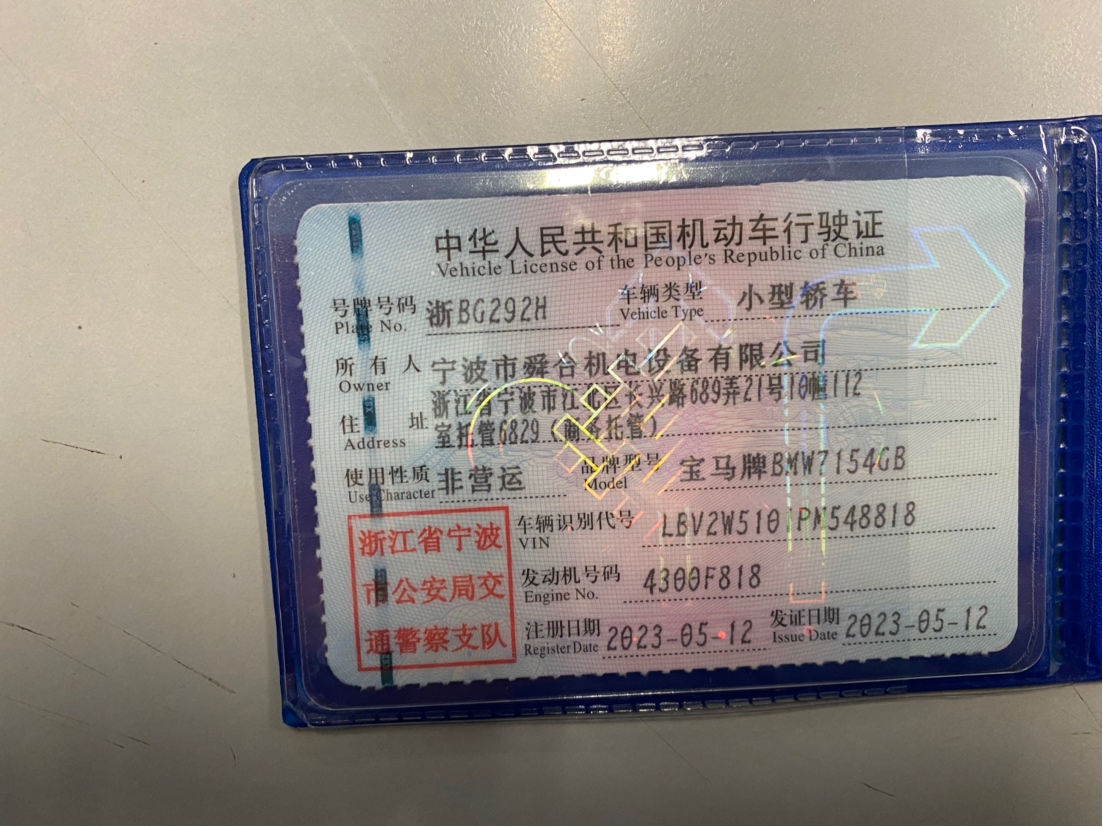 中华人民共和国机动车行驶证
Vehicle License of the People's Republic of China
号牌号码 浙BG292H 车辆类型 小型轿车
Plate No. Vehicle Type
所有人 宁波市舜合机电设备有限公司
Owner
浙江省宁波市江北区长兴路689弄21号10幢112
住址 室托管6829（商务托管）
Address
使用性质 非营运 品牌型号 宝马牌BMW7154GB
Use Character Model
浙江省宁波
市公安局交
通警察支队
车辆识别代号
VIN
发动机号码 4300F818
Engine No.
注册日期 2023-05-12 发证日期 2023-05-12
Register Date Issue Date